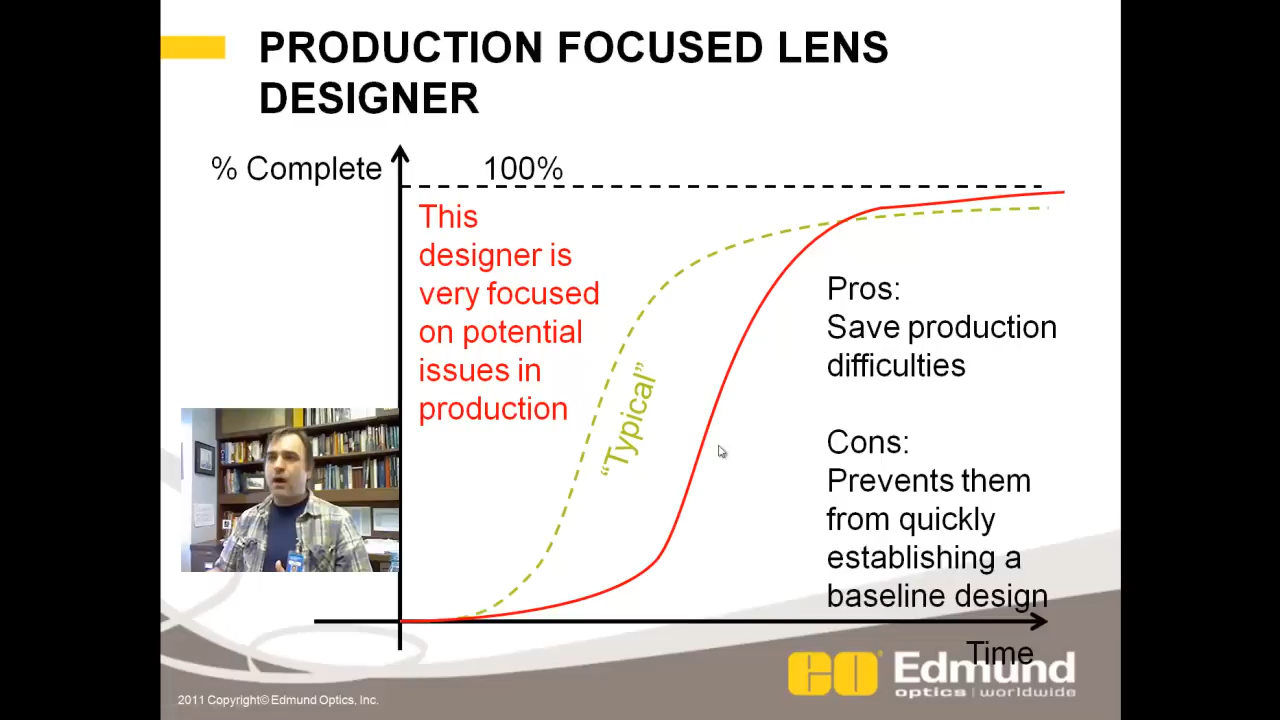 PRODUCTION FOCUSED LENS
DESIGNER
% Complete
100%
This
designer is
very focused
on potential
issues in
production
“Typical”
Pros:
Save production
difficulties
Cons:
Prevents them
from quickly
establishing a
baseline design
Time
eo® Edmund
optics | worldwide
2011 Copyright© Edmund Optics, Inc.